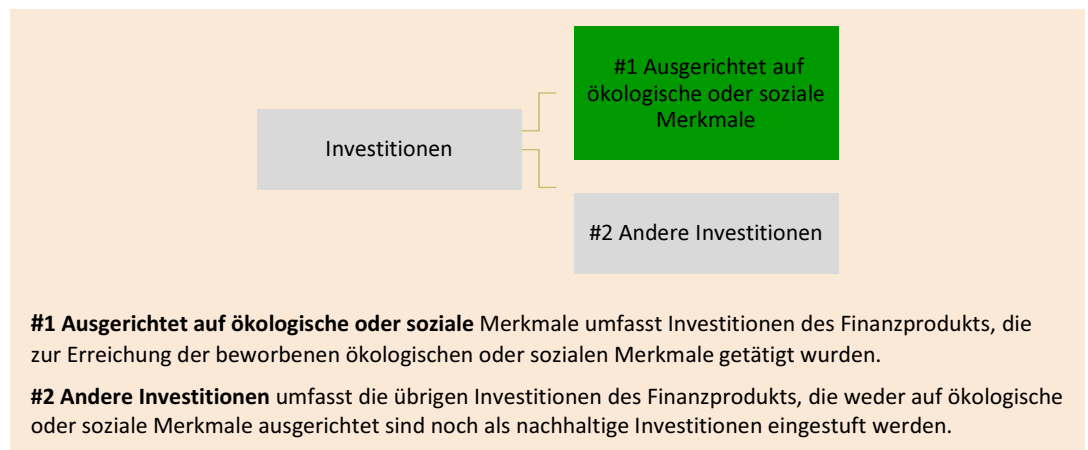 #1 Ausgerichtet auf
ökologische oder soziale
Merkmale
Investitionen
#2 Andere Investitionen
#1 Ausgerichtet auf ökologische oder soziale Merkmale umfasst Investitionen des Finanzprodukts, die
zur Erreichung der beworbenen ökologischen oder sozialen Merkmale getätigt wurden.
#2 Andere Investitionen umfasst die übrigen Investitionen des Finanzprodukts, die weder auf ökologische
oder soziale Merkmale ausgerichtet sind noch als nachhaltige Investitionen eingestuft werden.